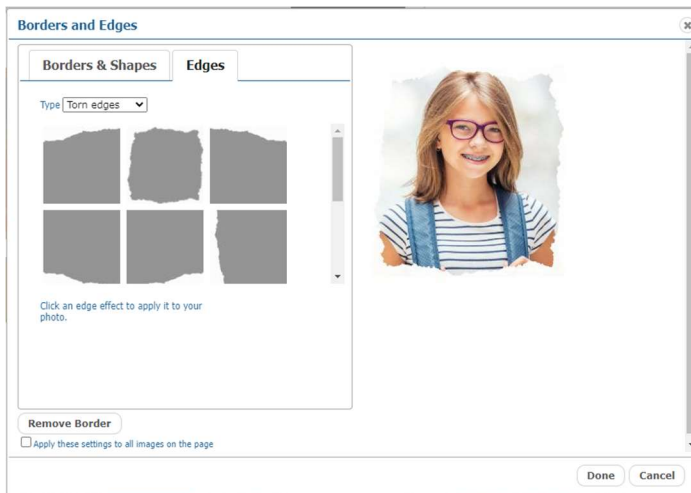 Borders and Edges
Borders & Shapes
Edges
Type Torn edges
Click an edge effect to apply it to your
photo.
Remove Border
Apply these settings to all images on the page
Done
Cancel